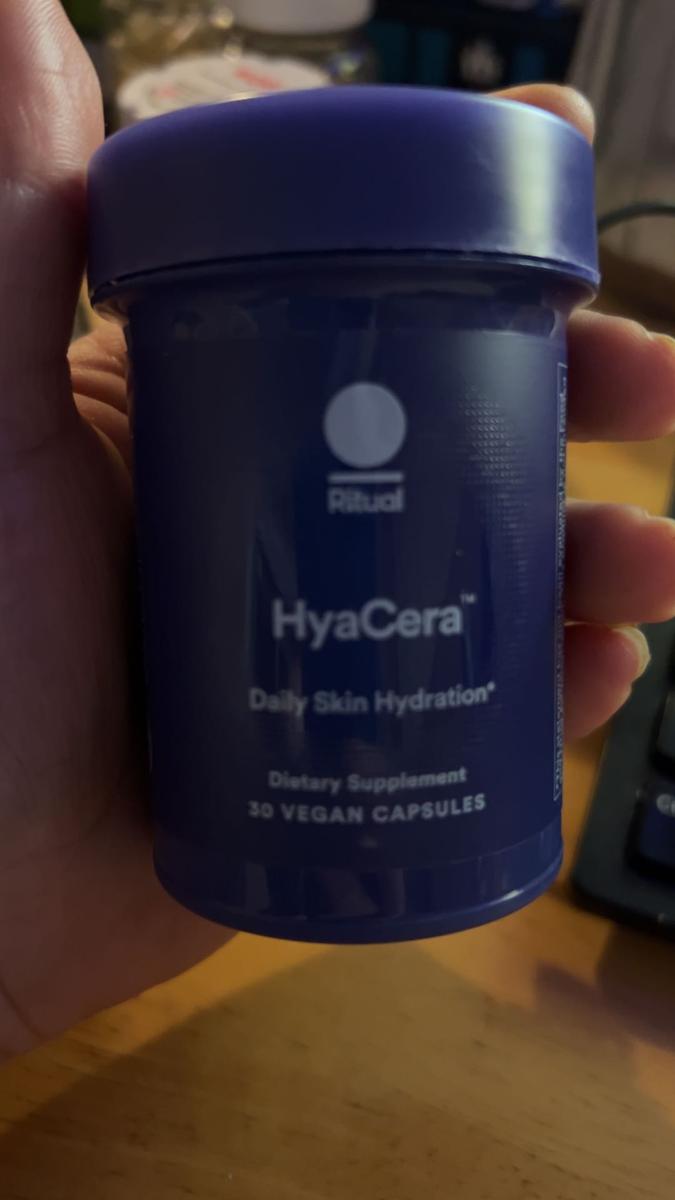 Ritual
HyaCera™
Daily Skin Hydration*
Dietary Supplement
30 VEGAN CAPSULES